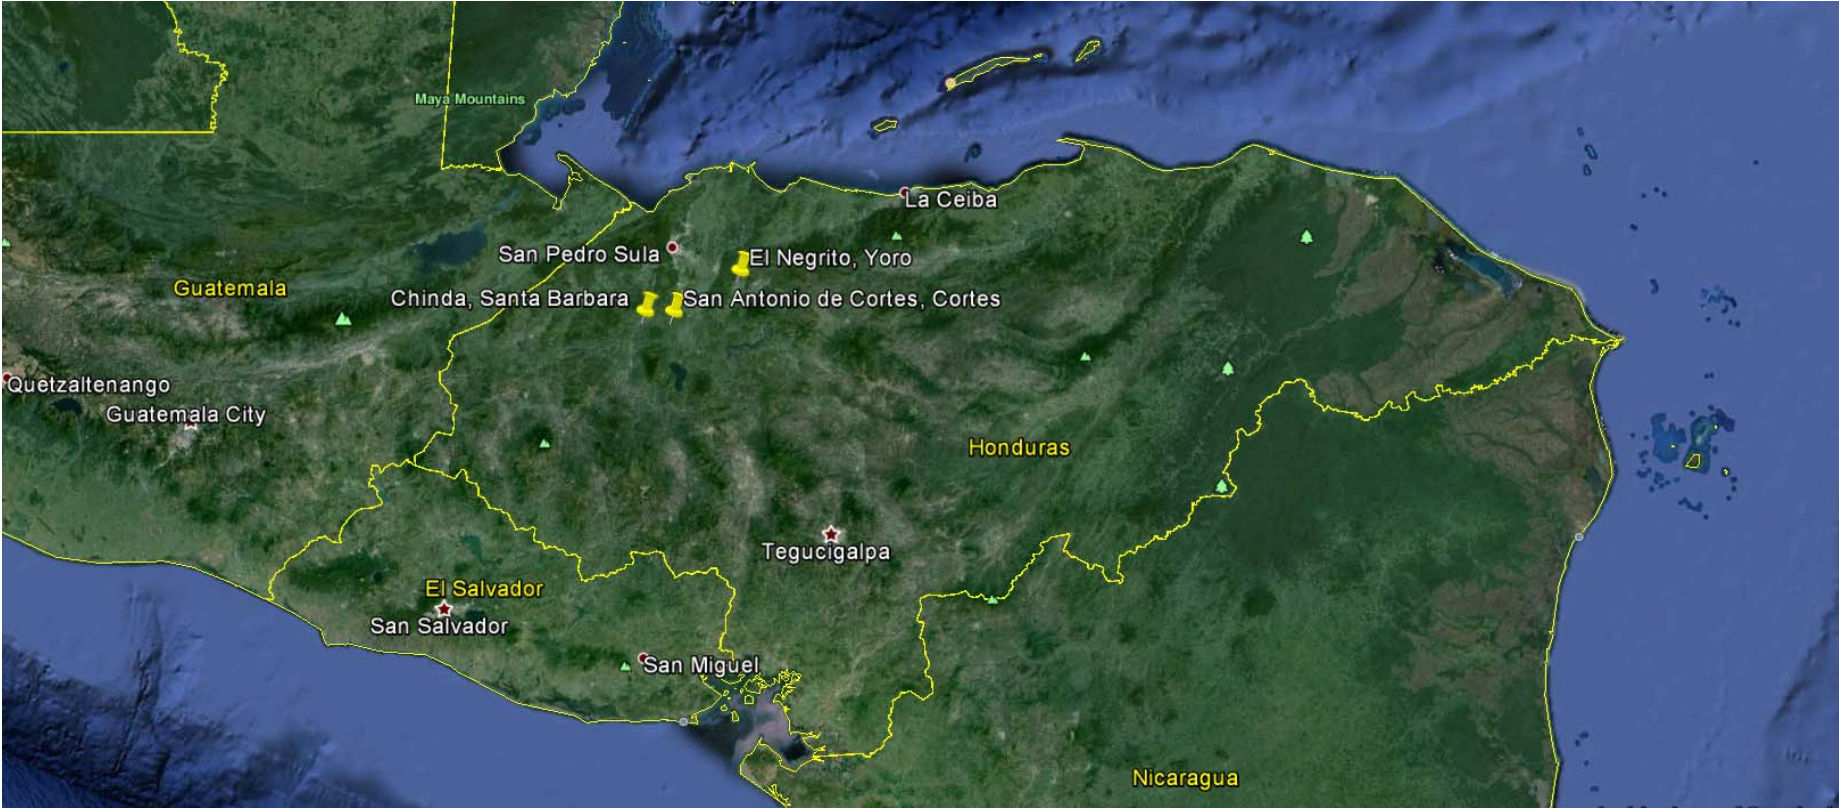 Maya Mountains
La Ceiba
San Pedro Sula
El Negrito, Yoro
Guatemala
Chinda, Santa Barbara
San Antonio de Cortes, Cortes
Quetzaltenango
Guatemala City
Honduras
Tegucigalpa
El Salvador
San Salvador
San Miguel
Nicaragua